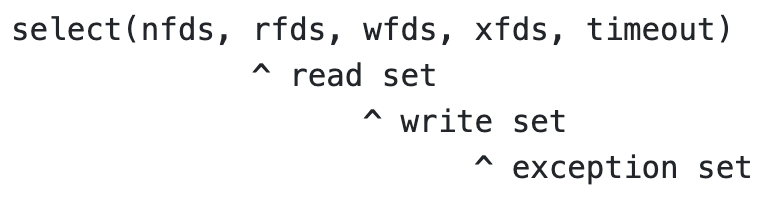 select(nfds, rfds, wfds, xfds, timeout)
             ^ read set
                   ^ write set
                         ^ exception set